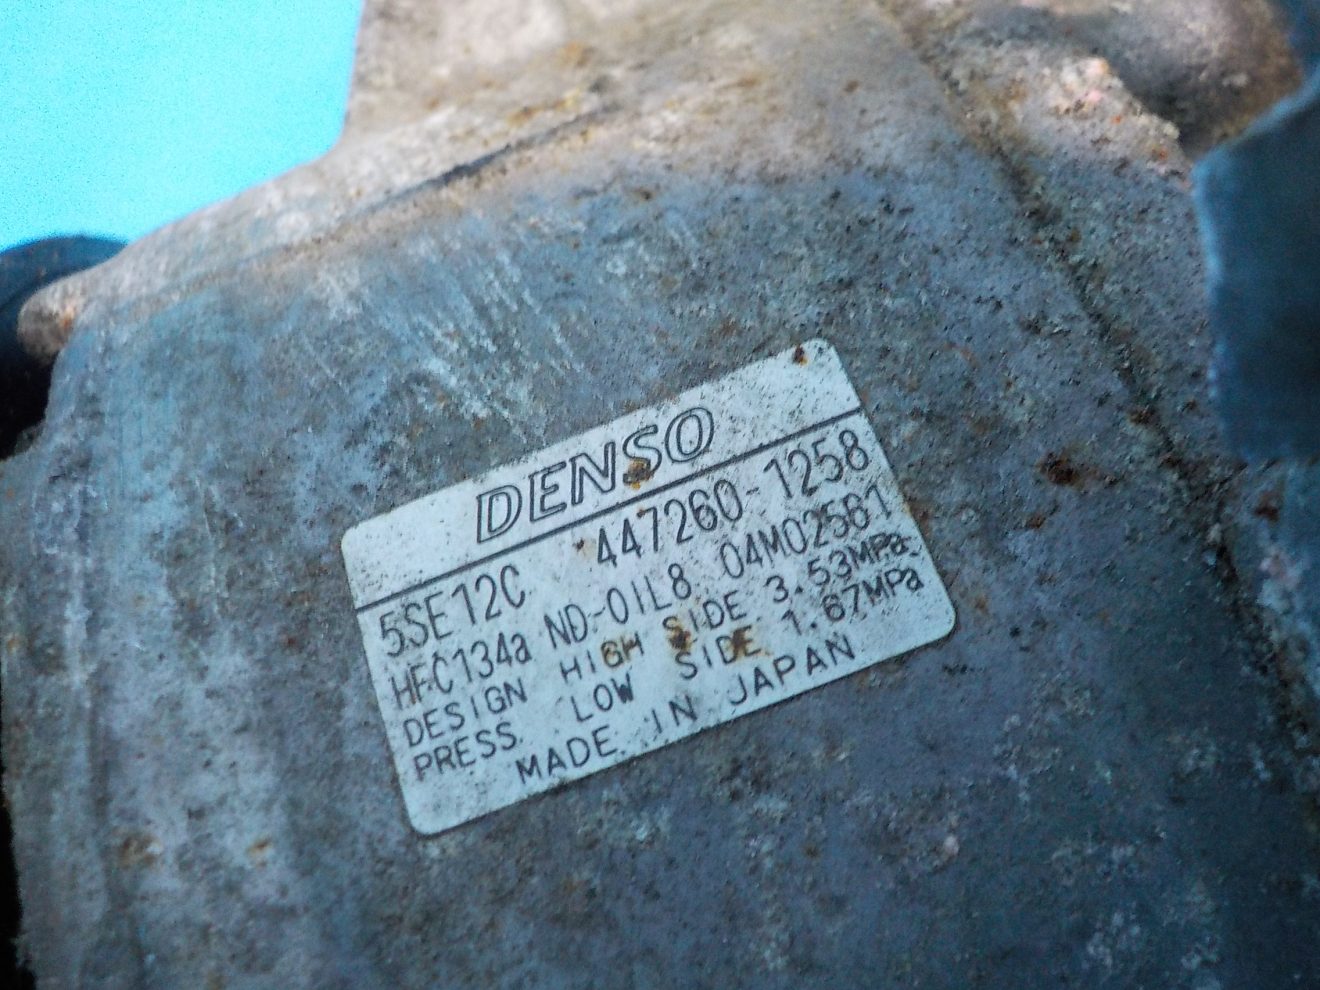 DENSO
5SE12C 447260-1258
HFC134a ND-OIL8 04M02561
DESIGN HIGH SIDE 3.53MPa
PRESS. LOW SIDE 1.67MPa
MADE IN JAPAN